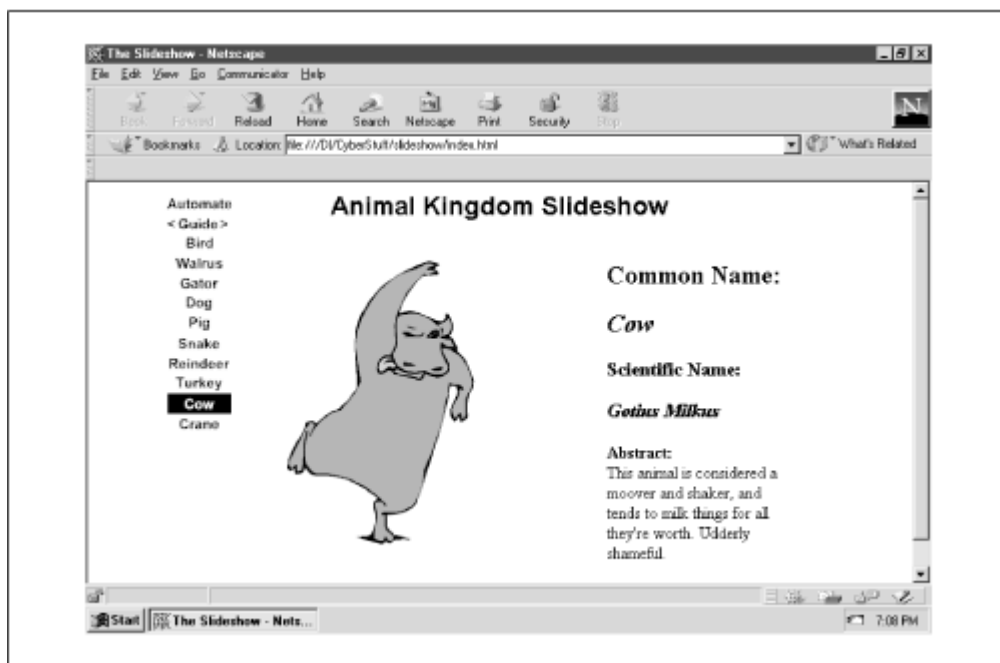 The Slideshow - Netscape
File Edit View Go Communicator Help
Back Forward Reload Home Search Netscape Print Security Stop
N
Bookmarks Location: file:///D|/CyberStuff/slideshow/index.html What's Related
Automate
< Guide >
Bird
Walrus
Gator
Dog
Pig
Snake
Reindeer
Turkey
Cow
Crane
Animal Kingdom Slideshow
Common Name:
Cow
Scientific Name:
Gotius Milkus
Abstract:
This animal is considered a
moover and shaker, and
tends to milk things for all
they're worth. Udderly
shameful.
Start The Slideshow - Nets... 7:08 PM